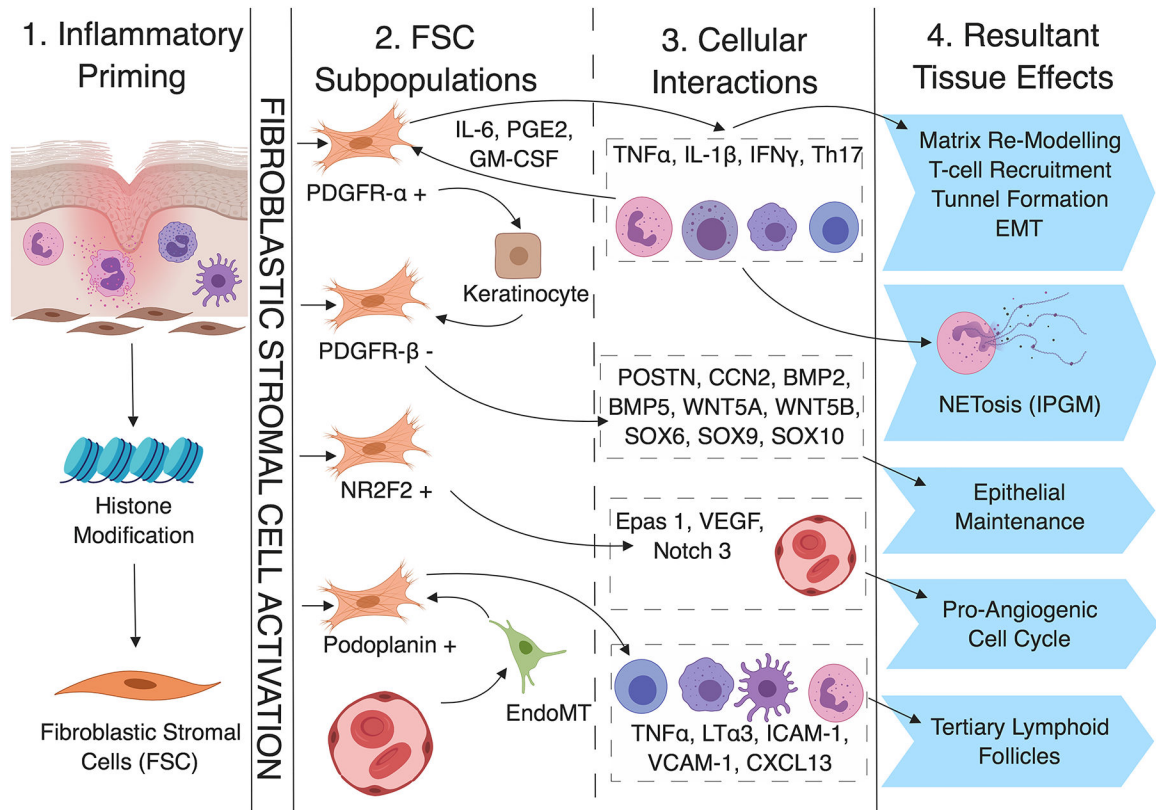 1. Inflammatory
Priming
Histone
Modification
Fibroblastic Stromal
Cells (FSC)
FIBROBLASTIC STROMAL CELL ACTIVATION
2. FSC
Subpopulations
IL-6, PGE2,
GM-CSF
PDGFR-α +
Keratinocyte
PDGFR-β -
NR2F2 +
Podoplanin +
EndoMT
3. Cellular
Interactions
TNFα, IL-1β, IFNγ, Th17
POSTN, CCN2, BMP2,
BMP5, WNT5A, WNT5B,
SOX6, SOX9, SOX10
Epas 1, VEGF,
Notch 3
TNFα, LTα3, ICAM-1,
VCAM-1, CXCL13
4. Resultant
Tissue Effects
Matrix Re-Modelling
T-cell Recruitment
Tunnel Formation
EMT
NETosis (IPGM)
Epithelial
Maintenance
Pro-Angiogenic
Cell Cycle
Tertiary Lymphoid
Follicles